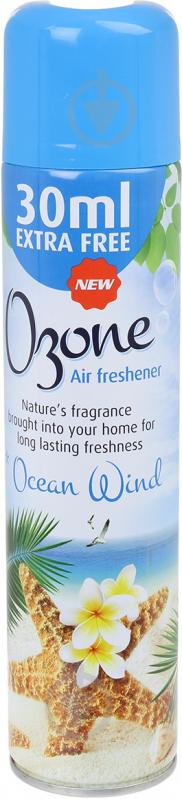 30ml
EXTRA FREE
NEW
Ozone
Air freshener
Nature's fragrance
brought into your home for
long lasting freshness
Ocean Wind